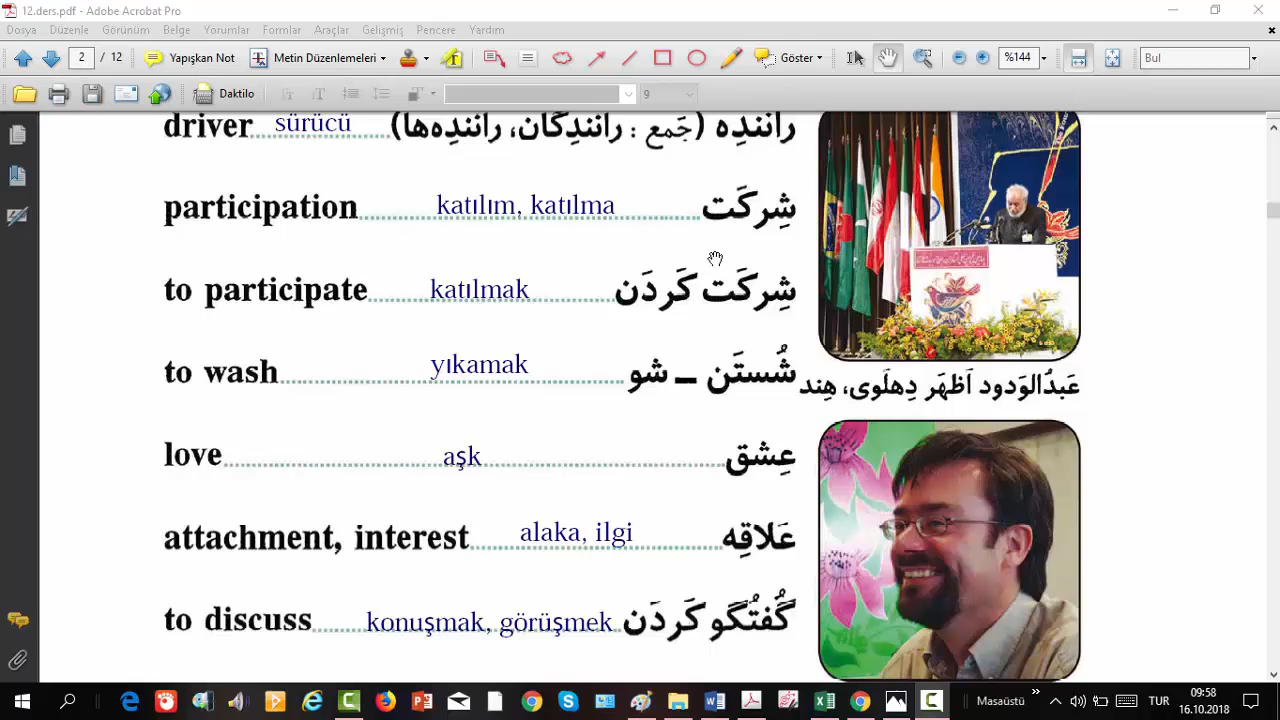 12.ders.pdf - Adobe Acrobat Pro
Dosya Düzenle Görünüm Belge Yorumlar Formlar Araçlar Gelişmiş Pencere Yardım
2 / 12 Yapışkan Not Metin Düzenlemeleri Göster %144 Bul
Daktilo 9
driver sürücü رانَندِه (جَمع : رانَندِگان، رانَندِه‌ها)
participation katılım, katılma شِرکَت
to participate katılmak شِرکَت کَردَن
to wash yıkamak شُستَن ـ شو
عَبدُالوَدود اَظهَر دِهلَوی، هِند
love aşk عِشق
attachment, interest alaka, ilgi عَلاقِه
to discuss konuşmak, görüşmek گُفتُگو کَردَن
Masaüstü TUR 09:58
16.10.2018